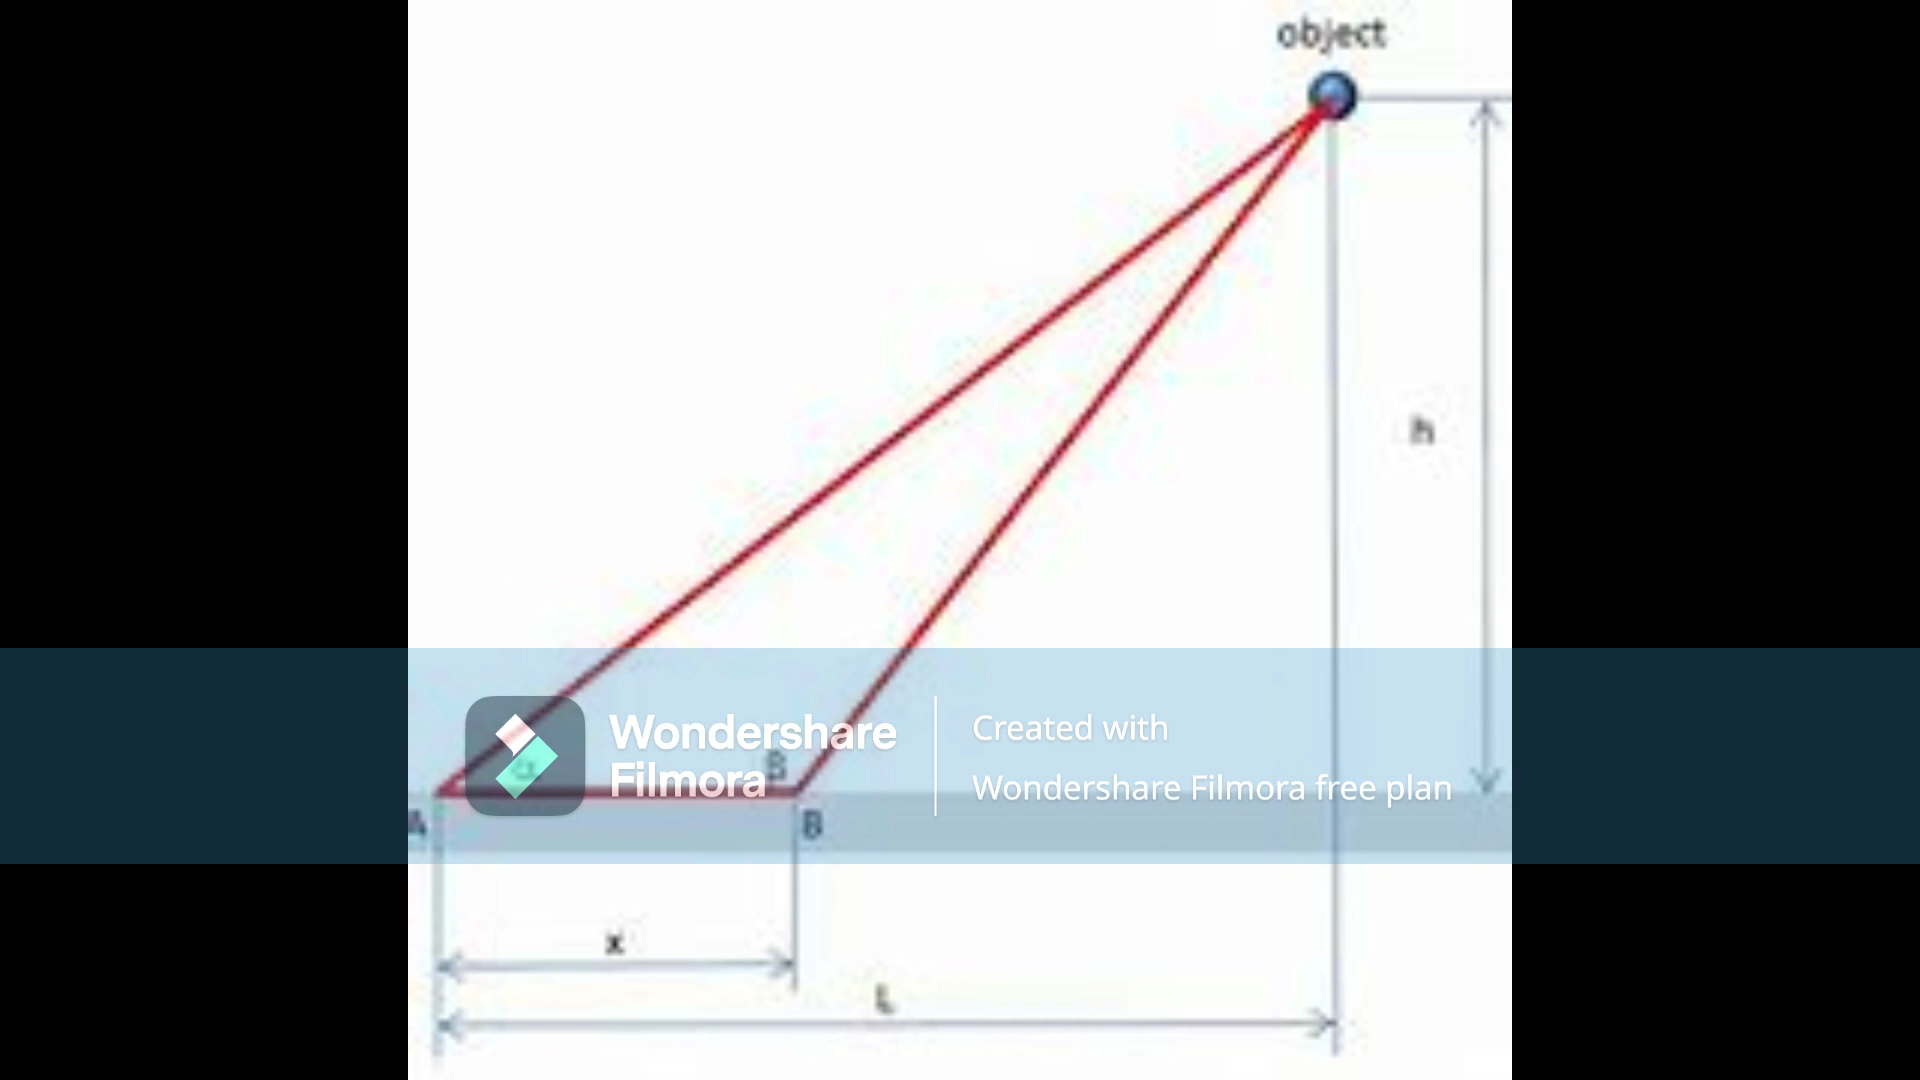 object
h
Wondershare
Filmora
Created with
Wondershare Filmora free plan
B
A
B
x
L